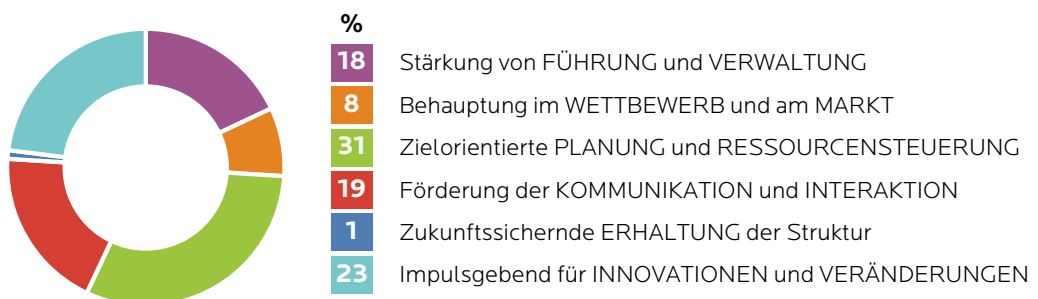 %
18 Stärkung von FÜHRUNG und VERWALTUNG
8 Behauptung im WETTBEWERB und am MARKT
31 Zielorientierte PLANUNG und RESSOURCENSTEUERUNG
19 Förderung der KOMMUNIKATION und INTERAKTION
1 Zukunftssichernde ERHALTUNG der Struktur
23 Impulsgebend für INNOVATIONEN und VERÄNDERUNGEN